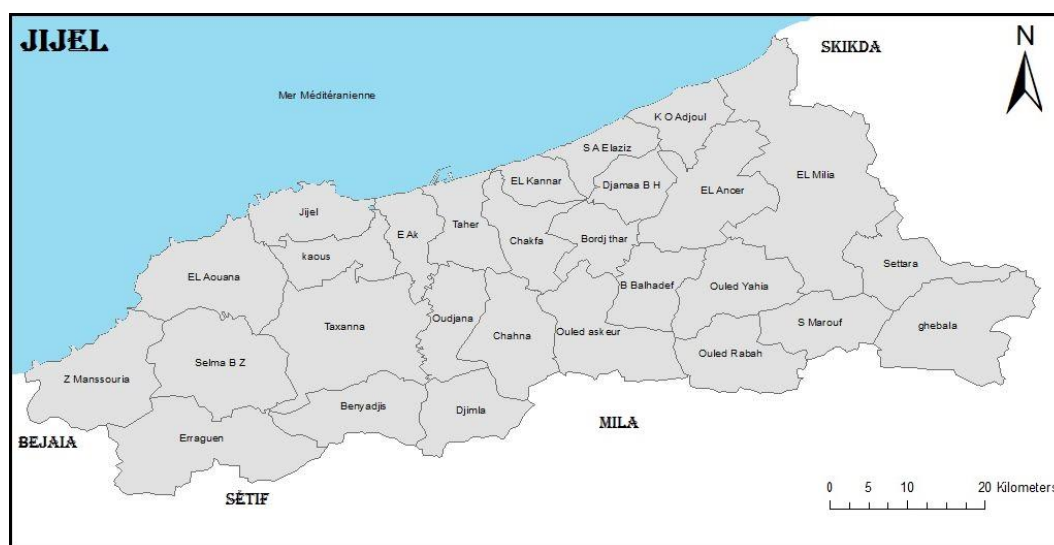 JIJEL
SKIKDA
N
Mer Méditéranienne
K O Adjoul
S A Elaziz
EL Kannar
Djamaa B H
EL Ancer
EL Milia
Jijel
E Ak
Taher
Chakfa
Bordj thar
kaous
EL Aouana
B Balhadef
Ouled Yahia
Settara
Taxanna
Oudjana
Chahna
Ouled askeur
S Marouf
ghebala
Selma B Z
Z Manssouria
Ouled Rabah
Benyadjis
Djimla
Erraguen
BEJAIA
MILA
SÉTIF
0 5 10 20 Kilometers